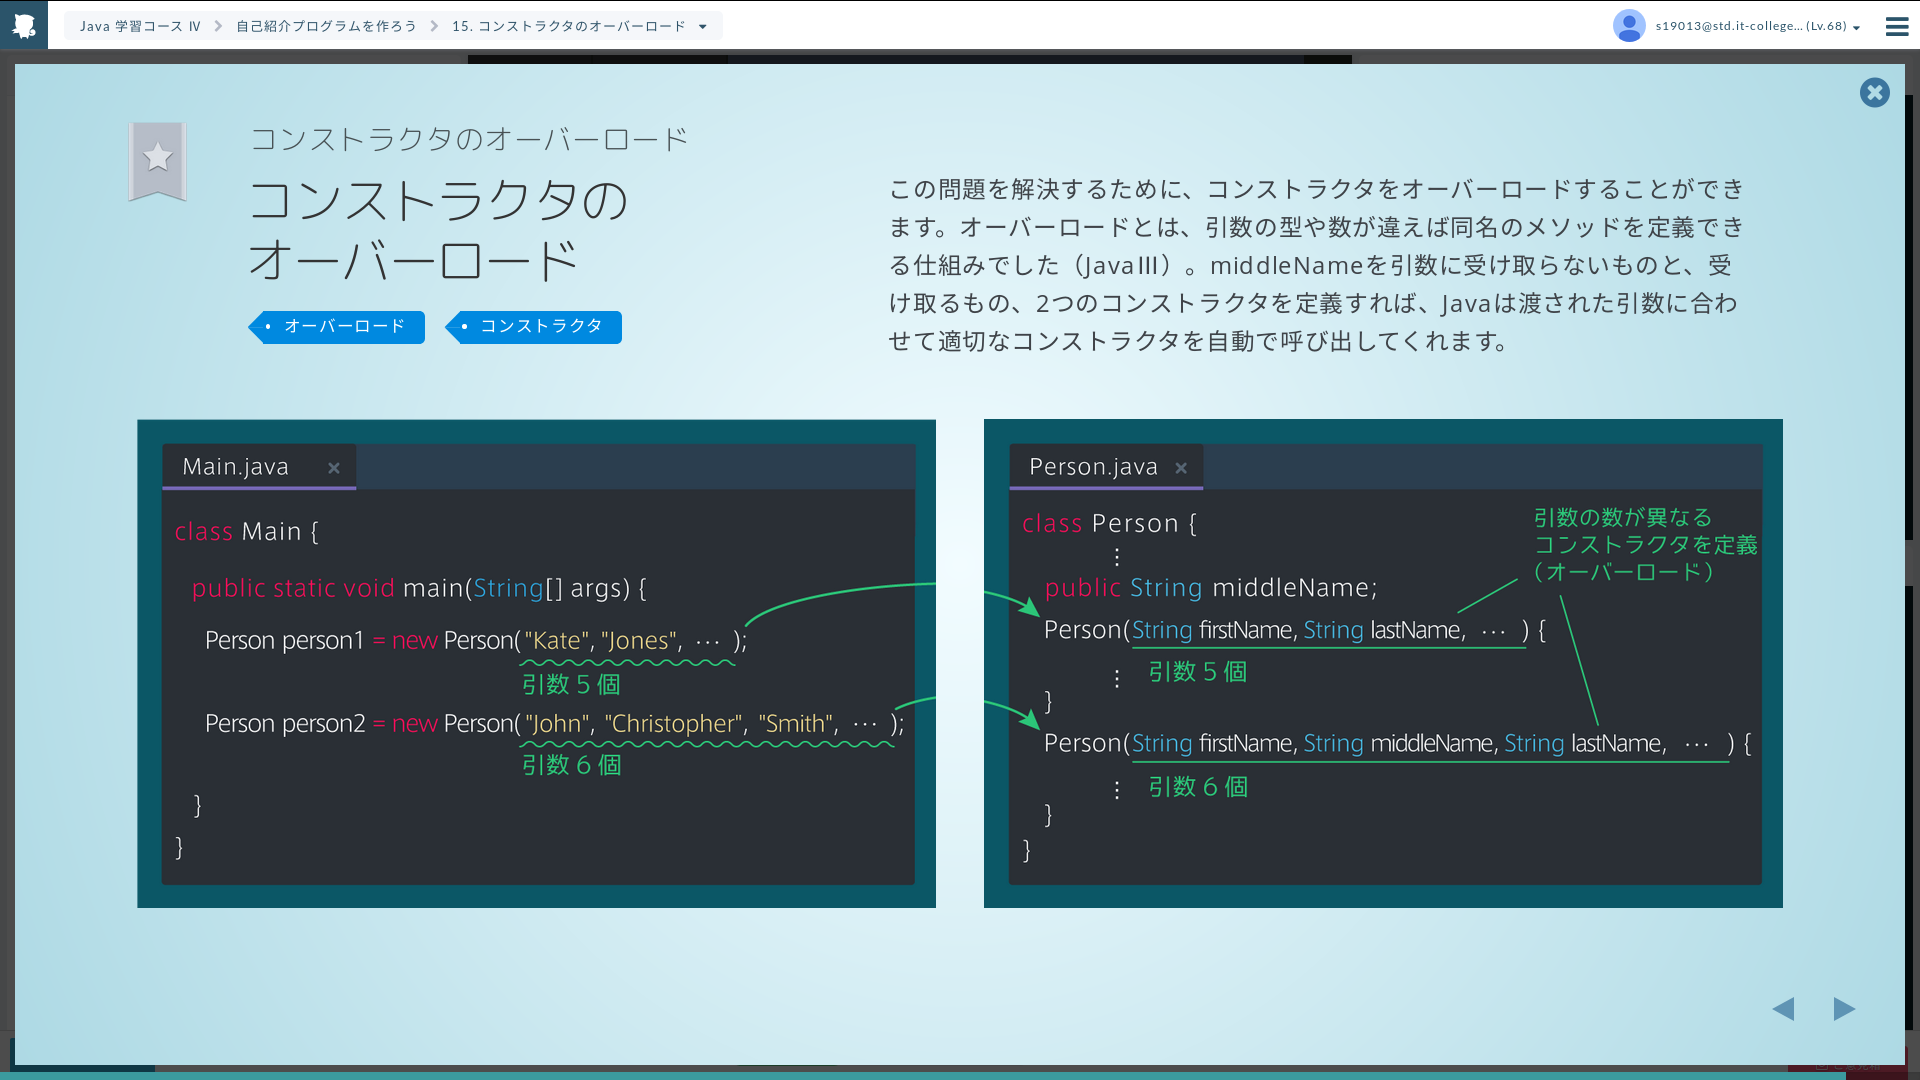 Java 学習コース Ⅳ 自己紹介プログラムを作ろう 15. コンストラクタのオーバーロード
s19013@std.it-college... (Lv.68)
コンストラクタのオーバーロード
コンストラクタの
オーバーロード
オーバーロード コンストラクタ
この問題を解決するために、コンストラクタをオーバーロードすることができ
ます。オーバーロードとは、引数の型や数が違えば同名のメソッドを定義でき
る仕組みでした（JavaⅢ）。middleNameを引数に受け取らないものと、受
け取るもの、2つのコンストラクタを定義すれば、Javaは渡された引数に合わ
せて適切なコンストラクタを自動で呼び出してくれます。
Main.java
class Main {
public static void main(String[] args) {
Person person1 = new Person("Kate", "Jones", … );
引数 5 個
Person person2 = new Person("John", "Christopher", "Smith", … );
引数 6 個
}
}
Person.java
class Person {
⋮
public String middleName;
Person(String firstName, String lastName, … ) {
⋮ 引数 5 個
}
Person(String firstName, String middleName, String lastName, … ) {
⋮ 引数 6 個
}
}
引数の数が異なる
コンストラクタを定義
（オーバーロード）